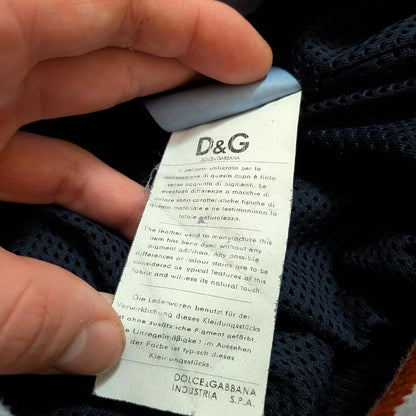 D&G
DOLCE & GABBANA
Il pellame utilizzato per la
realizzazione di questo capo è tinto
senza aggiunta di pigmenti. Le
eventuali differenze o macchie di
colore sono caratteristiche tipiche di
questo materiale e ne testimoniano la
totale naturalezza.
The leather used to manufacture this
item has been dyed without any
pigment addition. Any
differences or colour stains are to be
considered as typical features of this
fabric and witness its natural touch.
Die Lederwaren benutzt für der
Verwirklichung dieses Kleidungsstücks
ist ohne zusätzliche Pigment gefärbt.
Die Unregelmäßigkeit im Aussehen
der Farbe ist typisch dieses
Kleidungsstücks.
DOLCE&GABBANA
INDUSTRIA S.P.A.